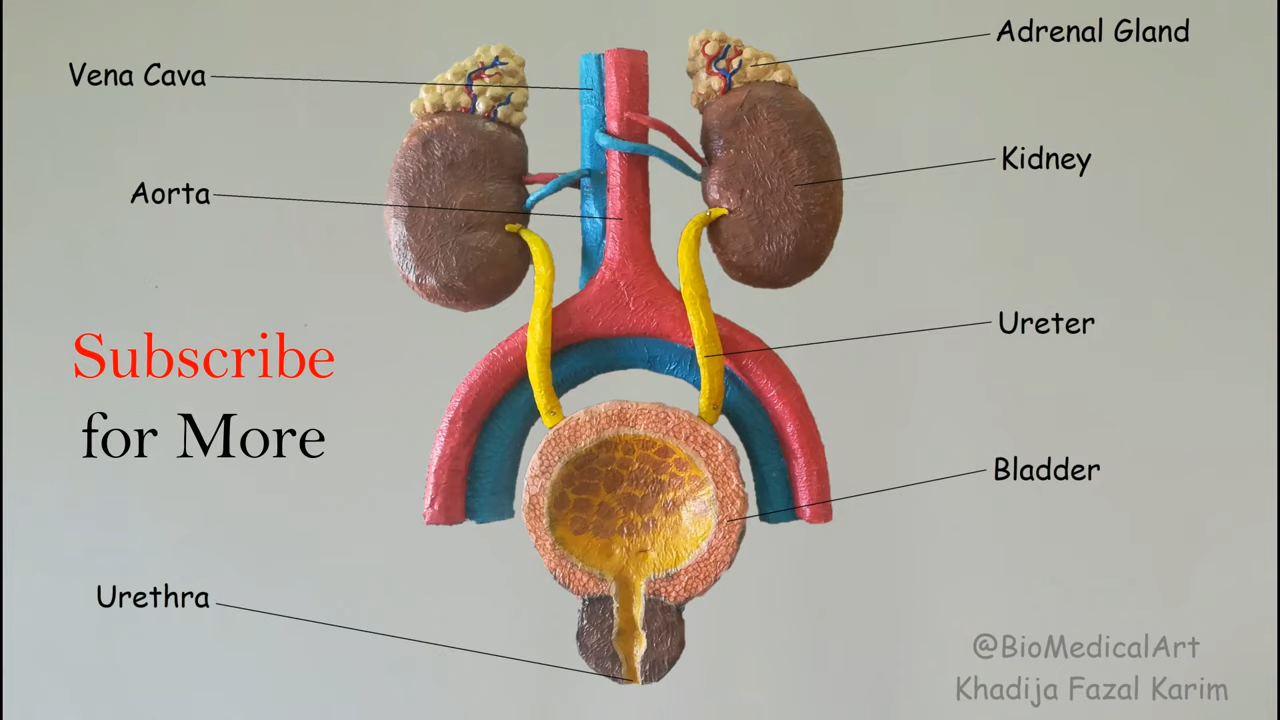 Adrenal Gland
Vena Cava
Kidney
Aorta
Ureter
Subscribe
for More
Bladder
Urethra
@BioMedicalArt
Khadija Fazal Karim